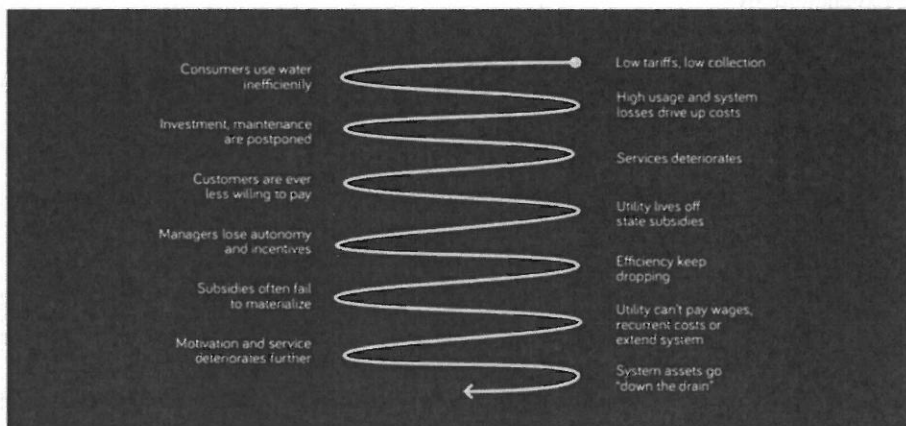 Low tariffs, low collection
Consumers use water
inefficienily
High usage and system
losses drive up costs
Investment, maintenance
are postponed
Services deteriorates
Customers are ever
less willing to pay
Utility lives off
state subsidies
Managers lose autonomy
and incentives
Efficiency keep
dropping
Subsidies often fail
to materialize
Utility can't pay wages,
recurrent costs or
extend system
Motivation and service
deteriorates further
System assets go
"down the drain"